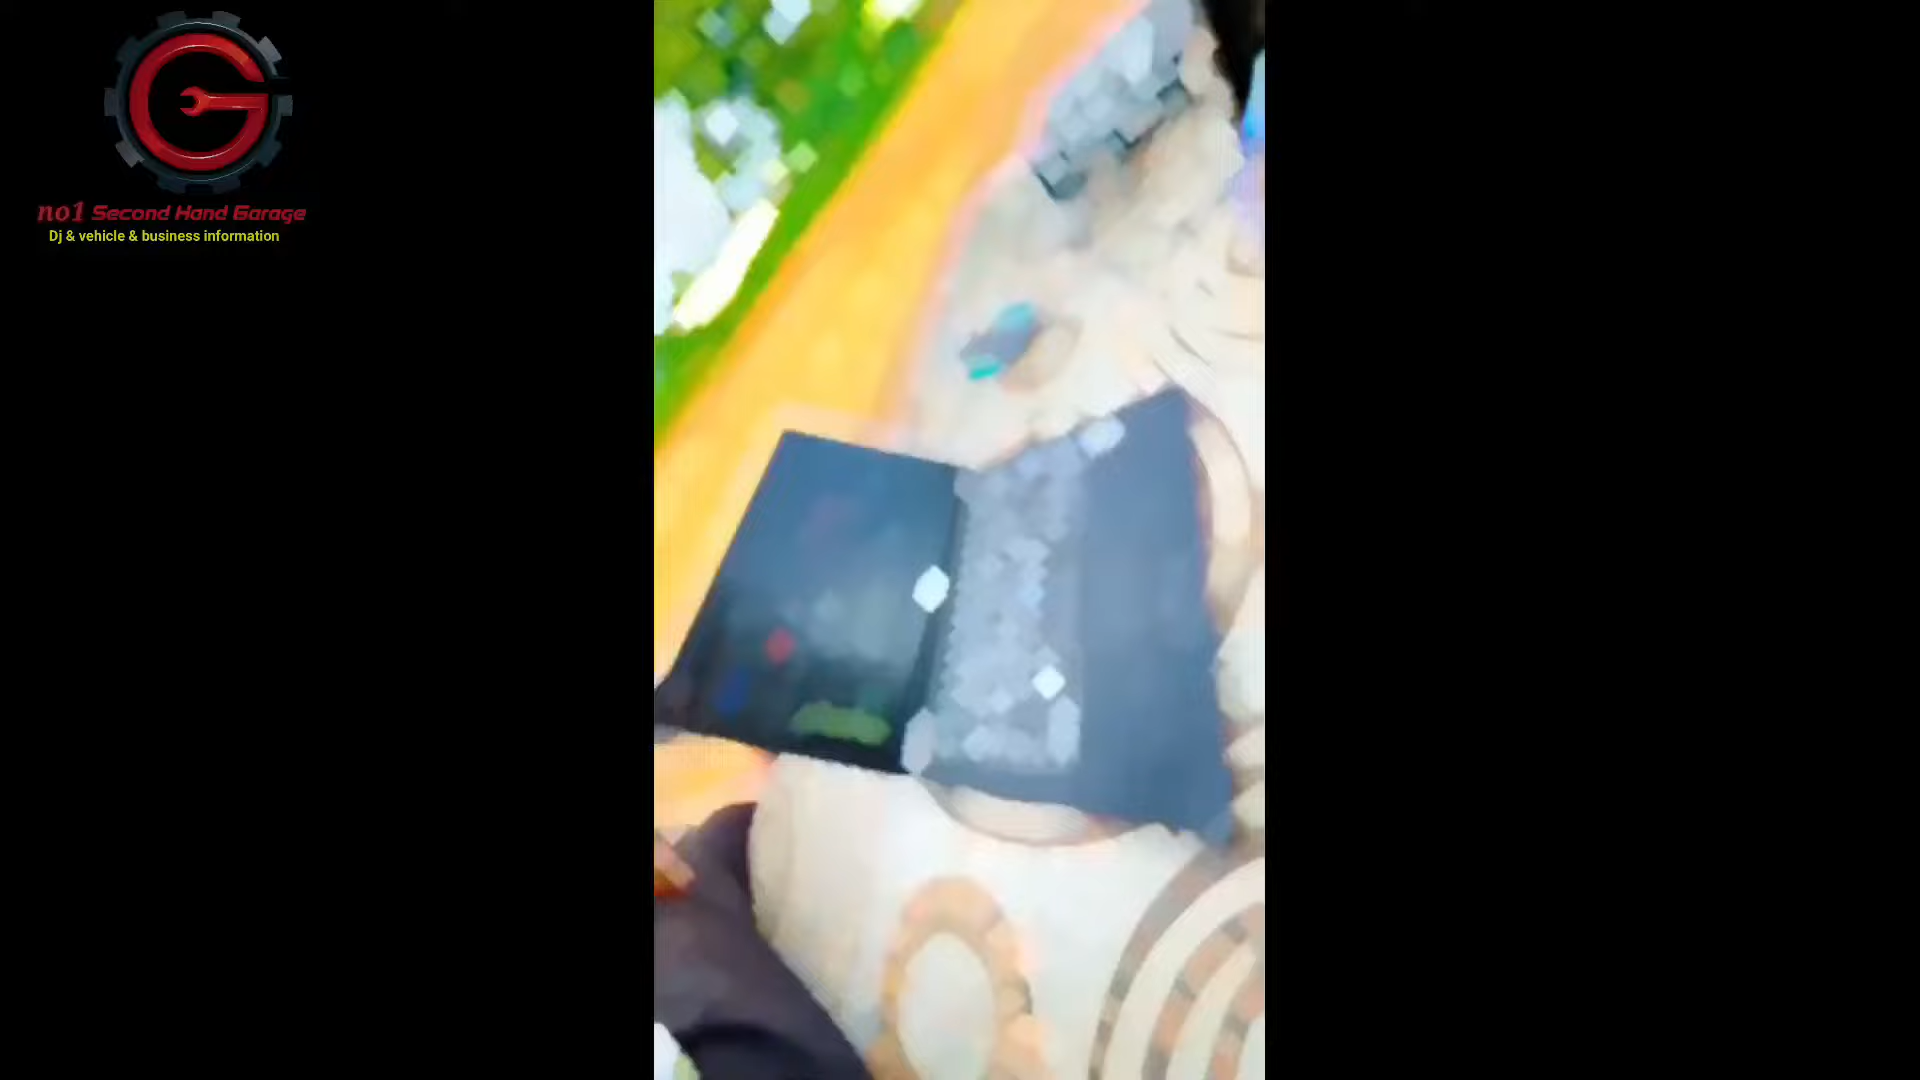 no1 Second Hand Garage
Dj & vehicle & business information